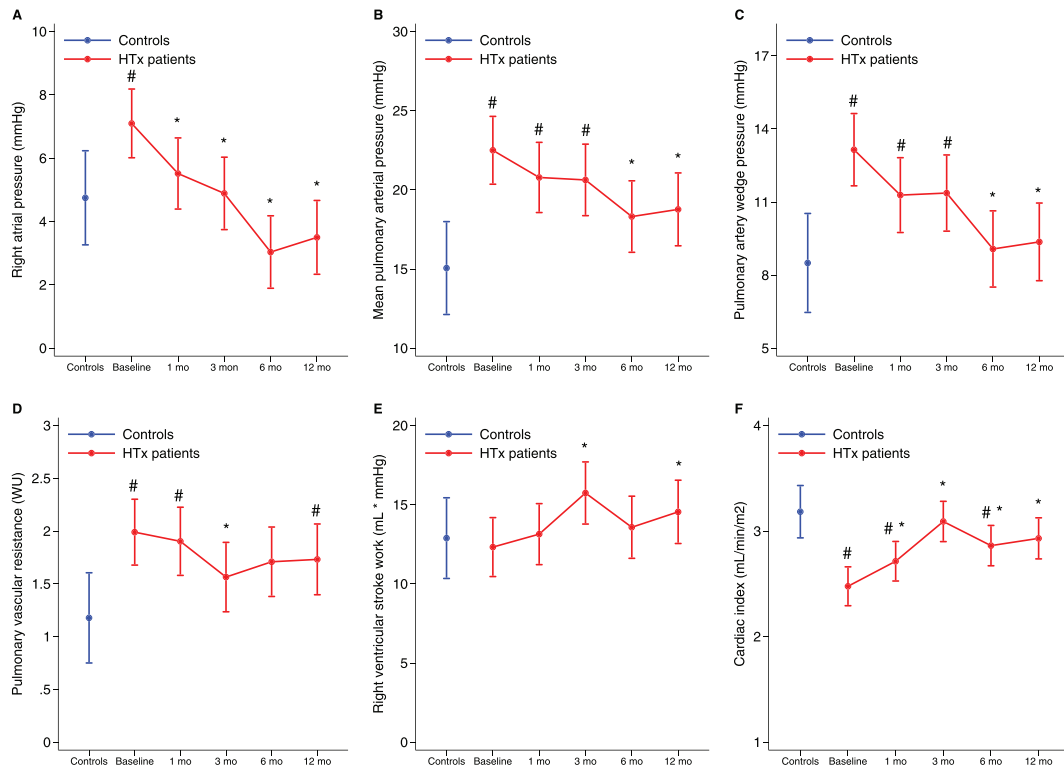 A
Right atrial pressure (mmHg)
10
8
6
4
2
0
Controls
HTx patients
#
*
*
*
*
Controls Baseline 1 mo 3 mon 6 mo 12 mo
B
Mean pulmonary arterial pressure (mmHg)
30
25
20
15
10
Controls
HTx patients
#
#
#
*
*
Controls Baseline 1 mo 3 mo 6 mo 12 mo
C
Pulmonary artery wedge pressure (mmHg)
17
14
11
8
5
Controls
HTx patients
#
#
#
*
*
Controls Baseline 1 mo 3 mo 6 mo 12 mo
D
Pulmonary vascular resistance (WU)
3
2.5
2
1.5
1
.5
0
Controls
HTx patients
#
#
*
#
Controls Baseline 1 mo 3 mo 6 mo 12 mo
E
Right ventricular stroke work (mL * mmHg)
20
15
10
5
0
Controls
HTx patients
*
*
Controls Baseline 1 mo 3 mo 6 mo 12 mo
F
Cardiac index (mL/min/m2)
4
3
2
1
Controls
HTx patients
#
# *
*
# *
*
Controls Baseline 1 mo 3 mo 6 mo 12 mo